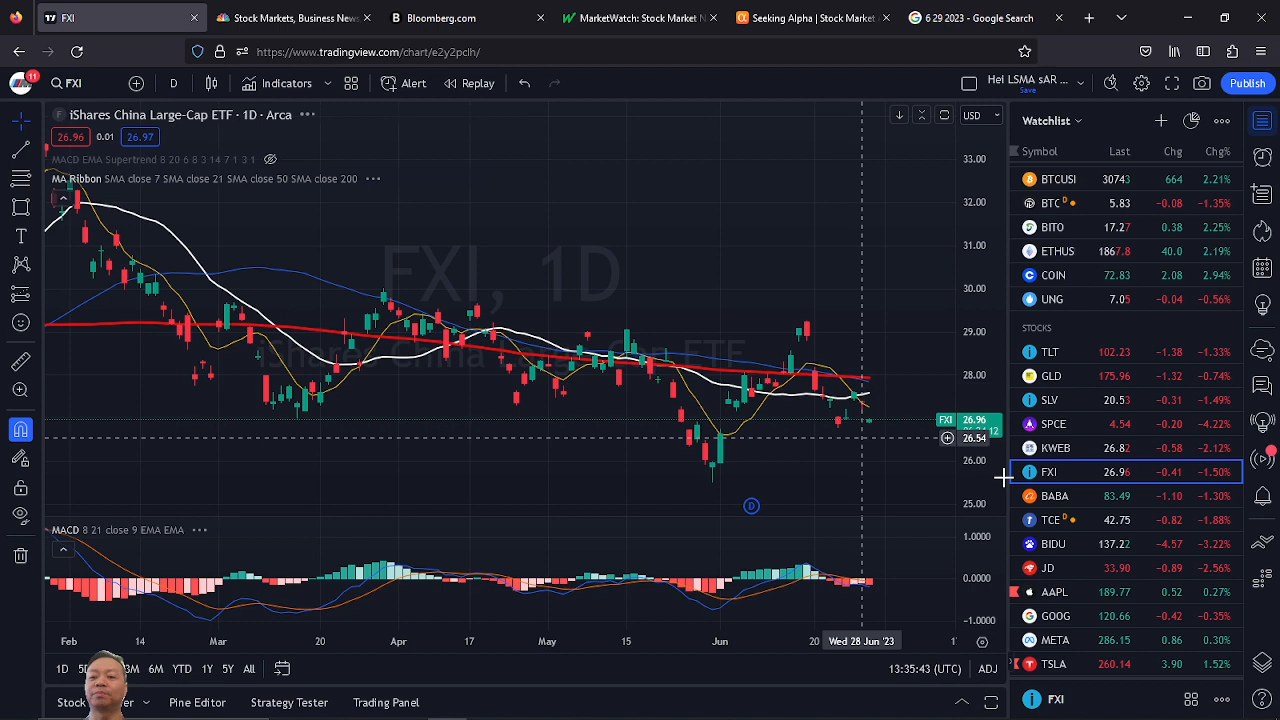 FXI
Stock Markets, Business News
Bloomberg.com
MarketWatch: Stock Market N
Seeking Alpha | Stock Market A
6 29 2023 - Google Search
https://www.tradingview.com/chart/e2y2pclh/
11
FXI
D
Indicators
Alert
Replay
Hei LSMA sAR ...
Save
Publish
iShares China Large-Cap ETF · 1D · Arca
USD
26.96 0.01 26.97
MACD EMA Supertrend 8 20 6 8 3 14 7 1 3 1
MA Ribbon SMA close 7 SMA close 21 SMA close 50 SMA close 200
FXI, 1D
iShares China Large-Cap ETF
33.00
32.00
31.00
30.00
29.00
28.00
FXI 26.96
26.54
26.00
25.00
D
MACD 8 21 close 9 EMA EMA
1.0000
0.0000
-1.0000
Feb 14 Mar 20 Apr 17 May 15 Jun 20 Wed 28 Jun '23
1D 3M 6M YTD 1Y 5Y All
13:35:43 (UTC) ADJ
Pine Editor Strategy Tester Trading Panel
Watchlist
Symbol Last Chg Chg%
BTCUSI 30743 664 2.21%
BTC D 5.83 −0.08 −1.35%
BITO 17.27 0.38 2.25%
ETHUS 1867.8 40.0 2.19%
COIN 72.83 2.08 2.94%
UNG 7.05 −0.04 −0.56%
STOCKS
TLT 102.23 −1.38 −1.33%
GLD 175.96 −1.32 −0.74%
SLV 20.53 −0.31 −1.49%
SPCE 4.54 −0.20 −4.22%
KWEB 26.82 −0.58 −2.12%
FXI 26.96 −0.41 −1.50%
BABA 83.49 −1.10 −1.30%
TCE D 42.75 −0.82 −1.88%
BIDU 137.22 −4.57 −3.22%
JD 33.90 −0.89 −2.56%
AAPL 189.77 0.52 0.27%
GOOG 120.66 −0.42 −0.35%
META 286.15 0.86 0.30%
TSLA 260.14 3.90 1.52%
FXI